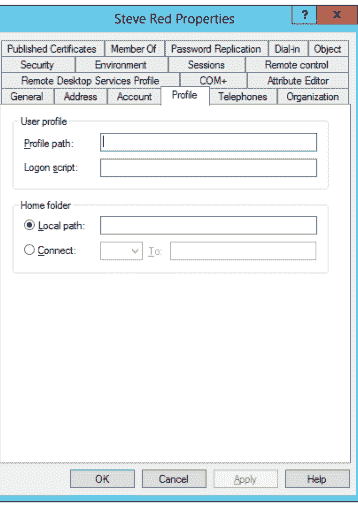 Steve Red Properties ? x
Published Certificates Member Of Password Replication Dial-in Object
Security Environment Sessions Remote control
Remote Desktop Services Profile COM+ Attribute Editor
General Address Account Profile Telephones Organization
User profile
Profile path:
Logon script:
Home folder
Local path:
Connect: To:
OK Cancel Apply Help